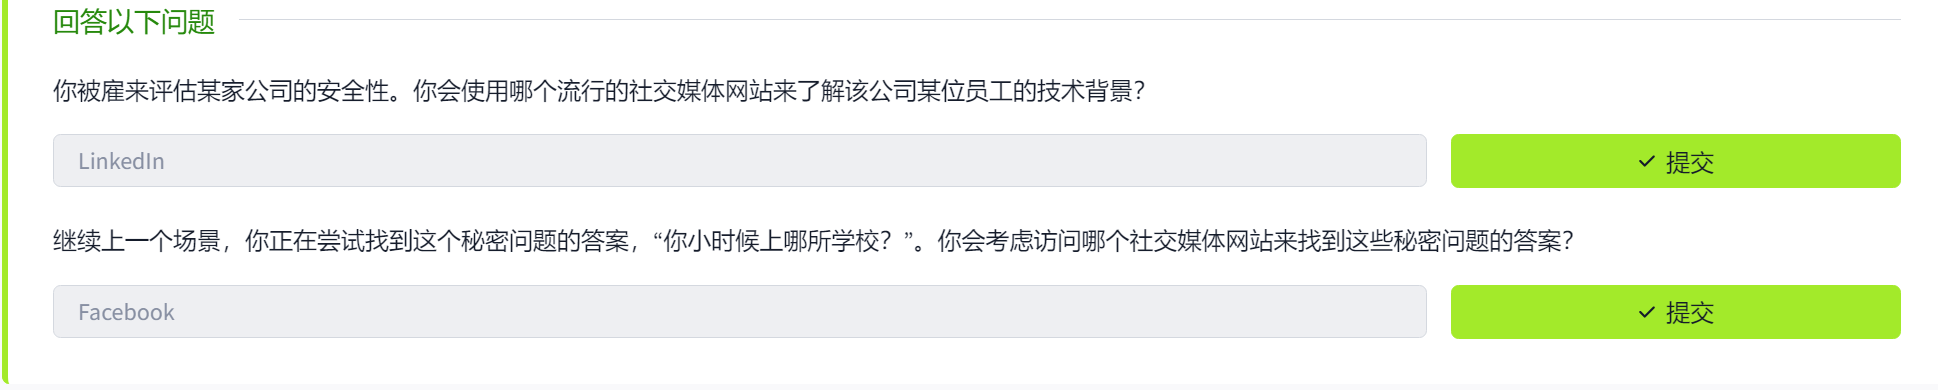 回答以下问题
你被雇来评估某家公司的安全性。你会使用哪个流行的社交媒体网站来了解该公司某位员工的技术背景?
LinkedIn
✓ 提交
继续上一个场景，你正在尝试找到这个秘密问题的答案，“你小时候上哪所学校？”。你会考虑访问哪个社交媒体网站来找到这些秘密问题的答案?
Facebook
✓ 提交